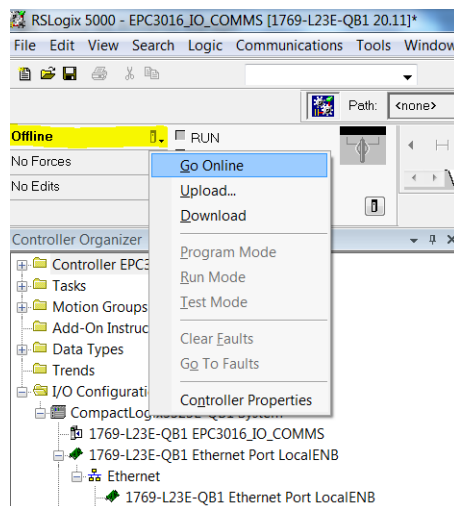 RSLogix 5000 - EPC3016_IO_COMMS [1769-L23E-QB1 20.11]*
File Edit View Search Logic Communications Tools Window
Path: <none>
Offline
RUN
No Forces
No Edits
Go Online
Upload...
Download
Program Mode
Run Mode
Test Mode
Clear Faults
Go To Faults
Controller Properties
Controller Organizer
Controller EPC3
Tasks
Motion Groups
Add-On Instruc
Data Types
Trends
I/O Configurati
1769-L23E-QB1 EPC3016_IO_COMMS
1769-L23E-QB1 Ethernet Port LocalENB
Ethernet
1769-L23E-QB1 Ethernet Port LocalENB